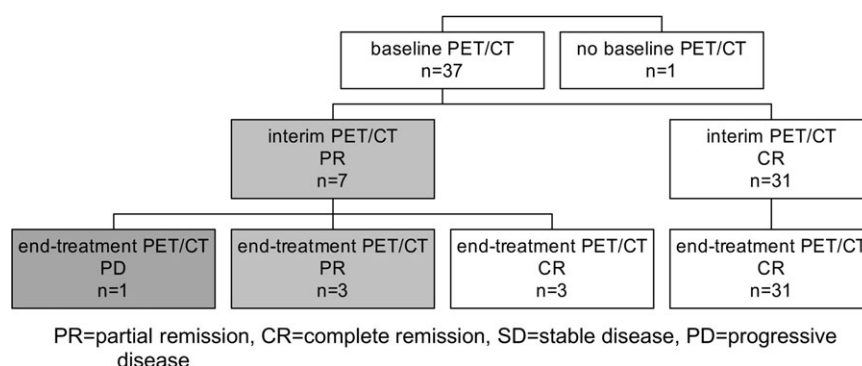 baseline PET/CT
n=37
no baseline PET/CT
n=1
interim PET/CT
PR
n=7
interim PET/CT
CR
n=31
end-treatment PET/CT
PD
n=1
end-treatment PET/CT
PR
n=3
end-treatment PET/CT
CR
n=3
end-treatment PET/CT
CR
n=31
PR=partial remission, CR=complete remission, SD=stable disease, PD=progressive
disease